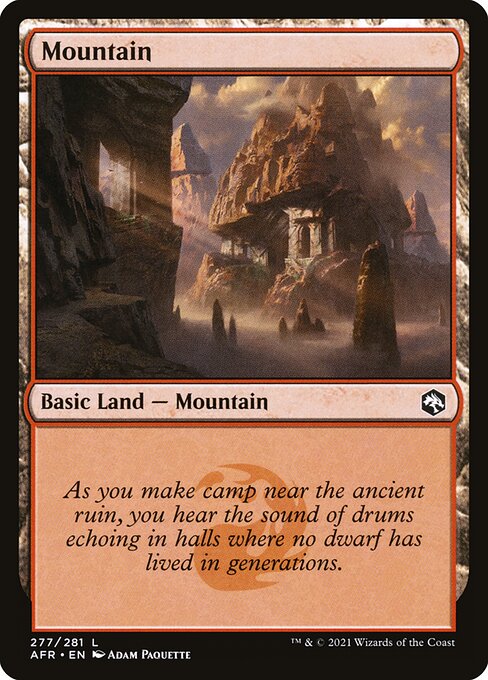 Mountain
Basic Land — Mountain
As you make camp near the ancient
ruin, you hear the sound of drums
echoing in halls where no dwarf has
lived in generations.
277/281 L
™ & © 2021 Wizards of the Coast
AFR • EN Adam Paquette